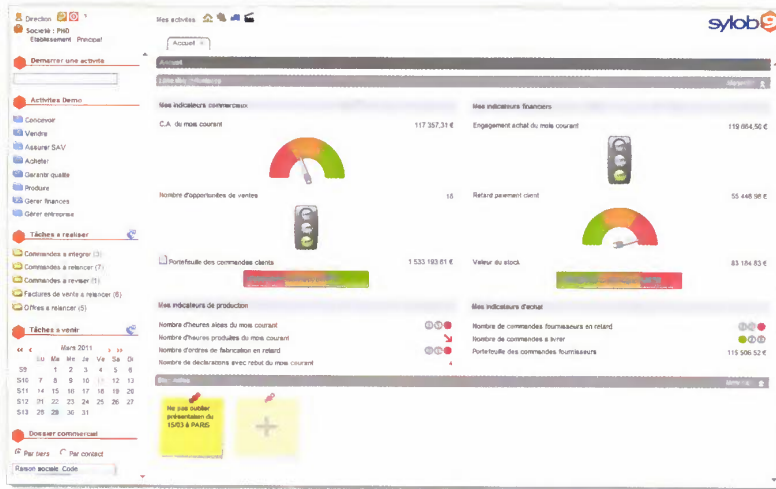 Direction
Société : PHD
Etablissement Principal
Mes activités
sylob9
Accueil ×
Démarrer une activité
Accueil
Activités Demo
Concevoir
Vendre
Assurer SAV
Acheter
Garantir qualité
Produire
Gérer finances
Gérer entreprise
Tâches à réaliser
Commandes à intégrer (3)
Commandes à relancer (7)
Commandes à reviser (1)
Factures de vente à relancer (6)
Offres à relancer (5)
Tâches à venir
Mars 2011
Lu Ma Me Je Ve Sa Di
S9 1 2 3 4 5 6
S10 7 8 9 10 11 12 13
S11 14 15 16 17 18 19 20
S12 21 22 23 24 25 26 27
S13 28 29 30 31
Dossier commercial
Par tiers Par contact
Raison sociale, Code
Mes indicateurs commerciaux
C.A. du mois courant 117 357,31 €
Nombre d'opportunités de ventes 16
Portefeuille des commandes clients 1 533 193 61 €
Mes indicateurs financiers
Engagement achat du mois courant 119 664,50 €
Retard paiement client 55 446 98 €
Valeur du stock 83 184 83 €
Mes indicateurs de production
Nombre d'heures aléas du mois courant
Nombre d'heures produites du mois courant
Nombre d'ordres de fabrication en retard
Nombre de déclarations avec rebut du mois courant
Mes indicateurs d'achat
Nombre de commandes fournisseurs en retard
Nombre de commandes à livrer
Portefeuille des commandes fournisseurs 115 506 52 €
Ne pas oublier
présentation du
15/03 à PARIS